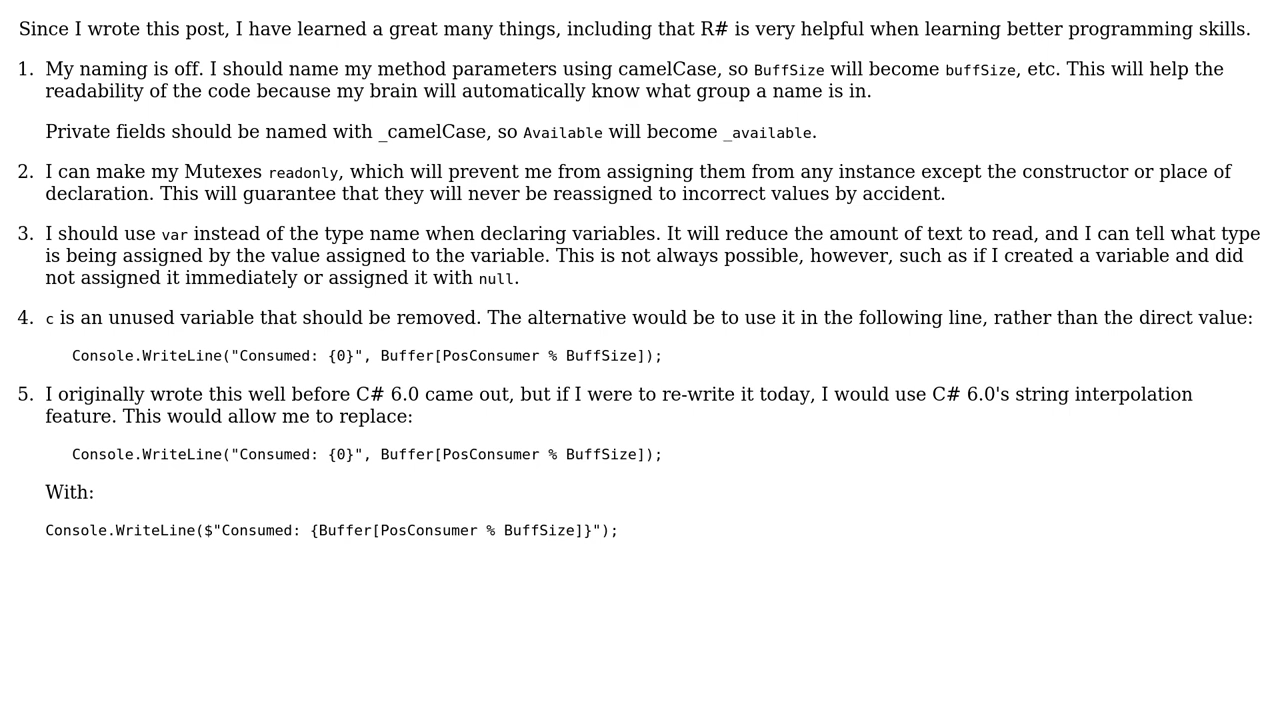 Since I wrote this post, I have learned a great many things, including that R# is very helpful when learning better programming skills.
1. My naming is off. I should name my method parameters using camelCase, so BuffSize will become buffSize, etc. This will help the
readability of the code because my brain will automatically know what group a name is in.
Private fields should be named with _camelCase, so Available will become _available.
2. I can make my Mutexes readonly, which will prevent me from assigning them from any instance except the constructor or place of
declaration. This will guarantee that they will never be reassigned to incorrect values by accident.
3. I should use var instead of the type name when declaring variables. It will reduce the amount of text to read, and I can tell what type
is being assigned by the value assigned to the variable. This is not always possible, however, such as if I created a variable and did
not assigned it immediately or assigned it with null.
4. c is an unused variable that should be removed. The alternative would be to use it in the following line, rather than the direct value:
Console.WriteLine("Consumed: {0}", Buffer[PosConsumer % BuffSize]);
5. I originally wrote this well before C# 6.0 came out, but if I were to re-write it today, I would use C# 6.0's string interpolation
feature. This would allow me to replace:
Console.WriteLine("Consumed: {0}", Buffer[PosConsumer % BuffSize]);
With:
Console.WriteLine($"Consumed: {Buffer[PosConsumer % BuffSize]}");